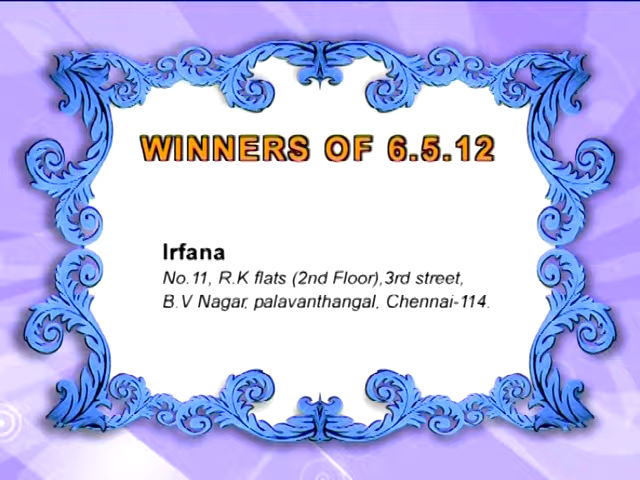 WINNERS OF 6.5.12
Irfana
No.11, R.K flats (2nd Floor),3rd street,
B.V Nagar, palavanthangal, Chennai-114.